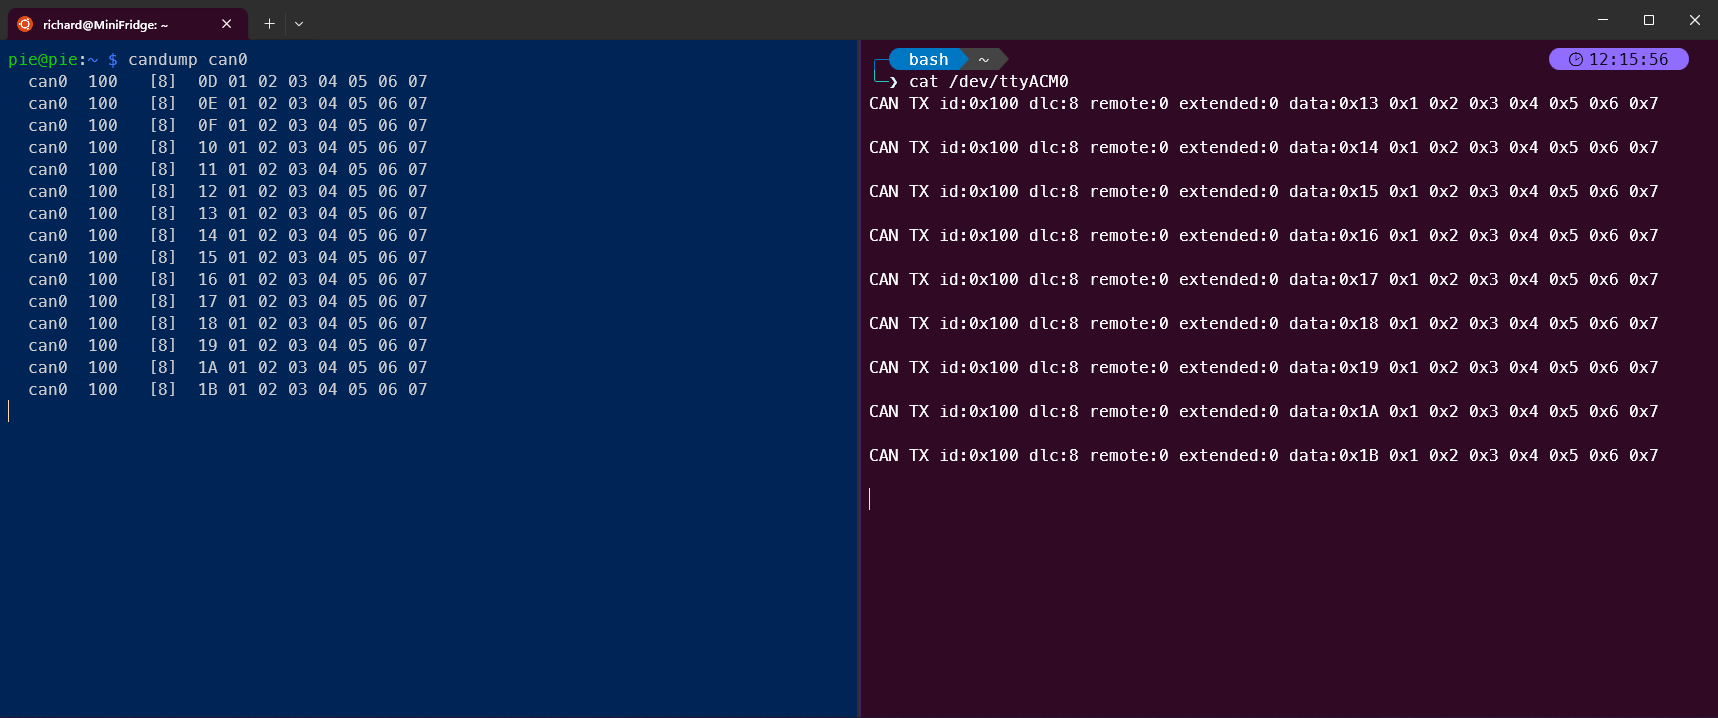 richard@MiniFridge: ~
pie@pie:~ $ candump can0
can0  100   [8]  0D 01 02 03 04 05 06 07
can0  100   [8]  0E 01 02 03 04 05 06 07
can0  100   [8]  0F 01 02 03 04 05 06 07
can0  100   [8]  10 01 02 03 04 05 06 07
can0  100   [8]  11 01 02 03 04 05 06 07
can0  100   [8]  12 01 02 03 04 05 06 07
can0  100   [8]  13 01 02 03 04 05 06 07
can0  100   [8]  14 01 02 03 04 05 06 07
can0  100   [8]  15 01 02 03 04 05 06 07
can0  100   [8]  16 01 02 03 04 05 06 07
can0  100   [8]  17 01 02 03 04 05 06 07
can0  100   [8]  18 01 02 03 04 05 06 07
can0  100   [8]  19 01 02 03 04 05 06 07
can0  100   [8]  1A 01 02 03 04 05 06 07
can0  100   [8]  1B 01 02 03 04 05 06 07
bash ~ 12:15:56
❯ cat /dev/ttyACM0
CAN TX id:0x100 dlc:8 remote:0 extended:0 data:0x13 0x1 0x2 0x3 0x4 0x5 0x6 0x7
CAN TX id:0x100 dlc:8 remote:0 extended:0 data:0x14 0x1 0x2 0x3 0x4 0x5 0x6 0x7
CAN TX id:0x100 dlc:8 remote:0 extended:0 data:0x15 0x1 0x2 0x3 0x4 0x5 0x6 0x7
CAN TX id:0x100 dlc:8 remote:0 extended:0 data:0x16 0x1 0x2 0x3 0x4 0x5 0x6 0x7
CAN TX id:0x100 dlc:8 remote:0 extended:0 data:0x17 0x1 0x2 0x3 0x4 0x5 0x6 0x7
CAN TX id:0x100 dlc:8 remote:0 extended:0 data:0x18 0x1 0x2 0x3 0x4 0x5 0x6 0x7
CAN TX id:0x100 dlc:8 remote:0 extended:0 data:0x19 0x1 0x2 0x3 0x4 0x5 0x6 0x7
CAN TX id:0x100 dlc:8 remote:0 extended:0 data:0x1A 0x1 0x2 0x3 0x4 0x5 0x6 0x7
CAN TX id:0x100 dlc:8 remote:0 extended:0 data:0x1B 0x1 0x2 0x3 0x4 0x5 0x6 0x7